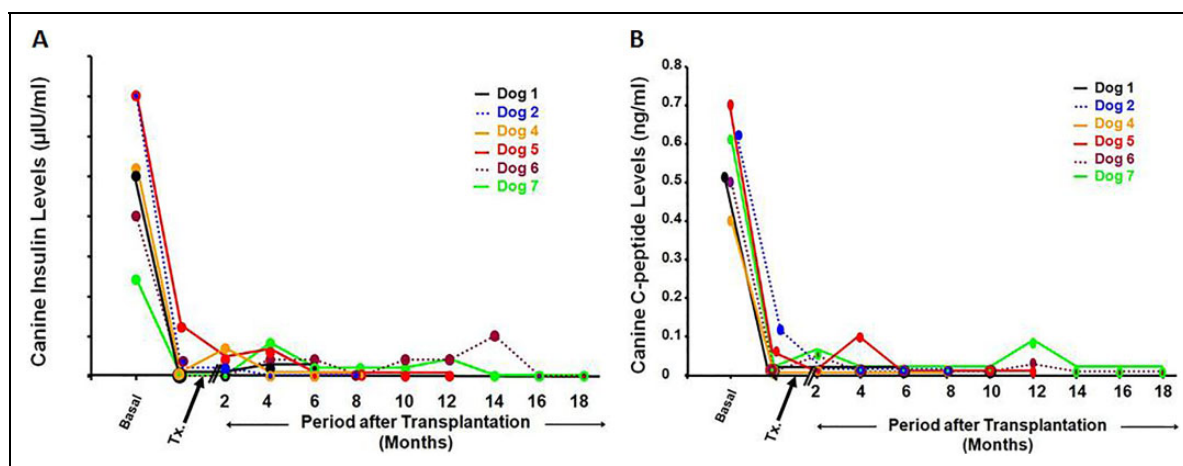 A
Canine Insulin Levels (µIU/ml)
Dog 1
Dog 2
Dog 4
Dog 5
Dog 6
Dog 7
Basal
Tx.
2 4 6 8 10 12 14 16 18
Period after Transplantation
(Months)
B
Canine C-peptide Levels (ng/ml)
0.8
0.7
0.6
0.5
0.4
0.3
0.2
0.1
0
Dog 1
Dog 2
Dog 4
Dog 5
Dog 6
Dog 7
Basal
Tx.
2 4 6 8 10 12 14 16 18
Period after Transplantation
(Months)